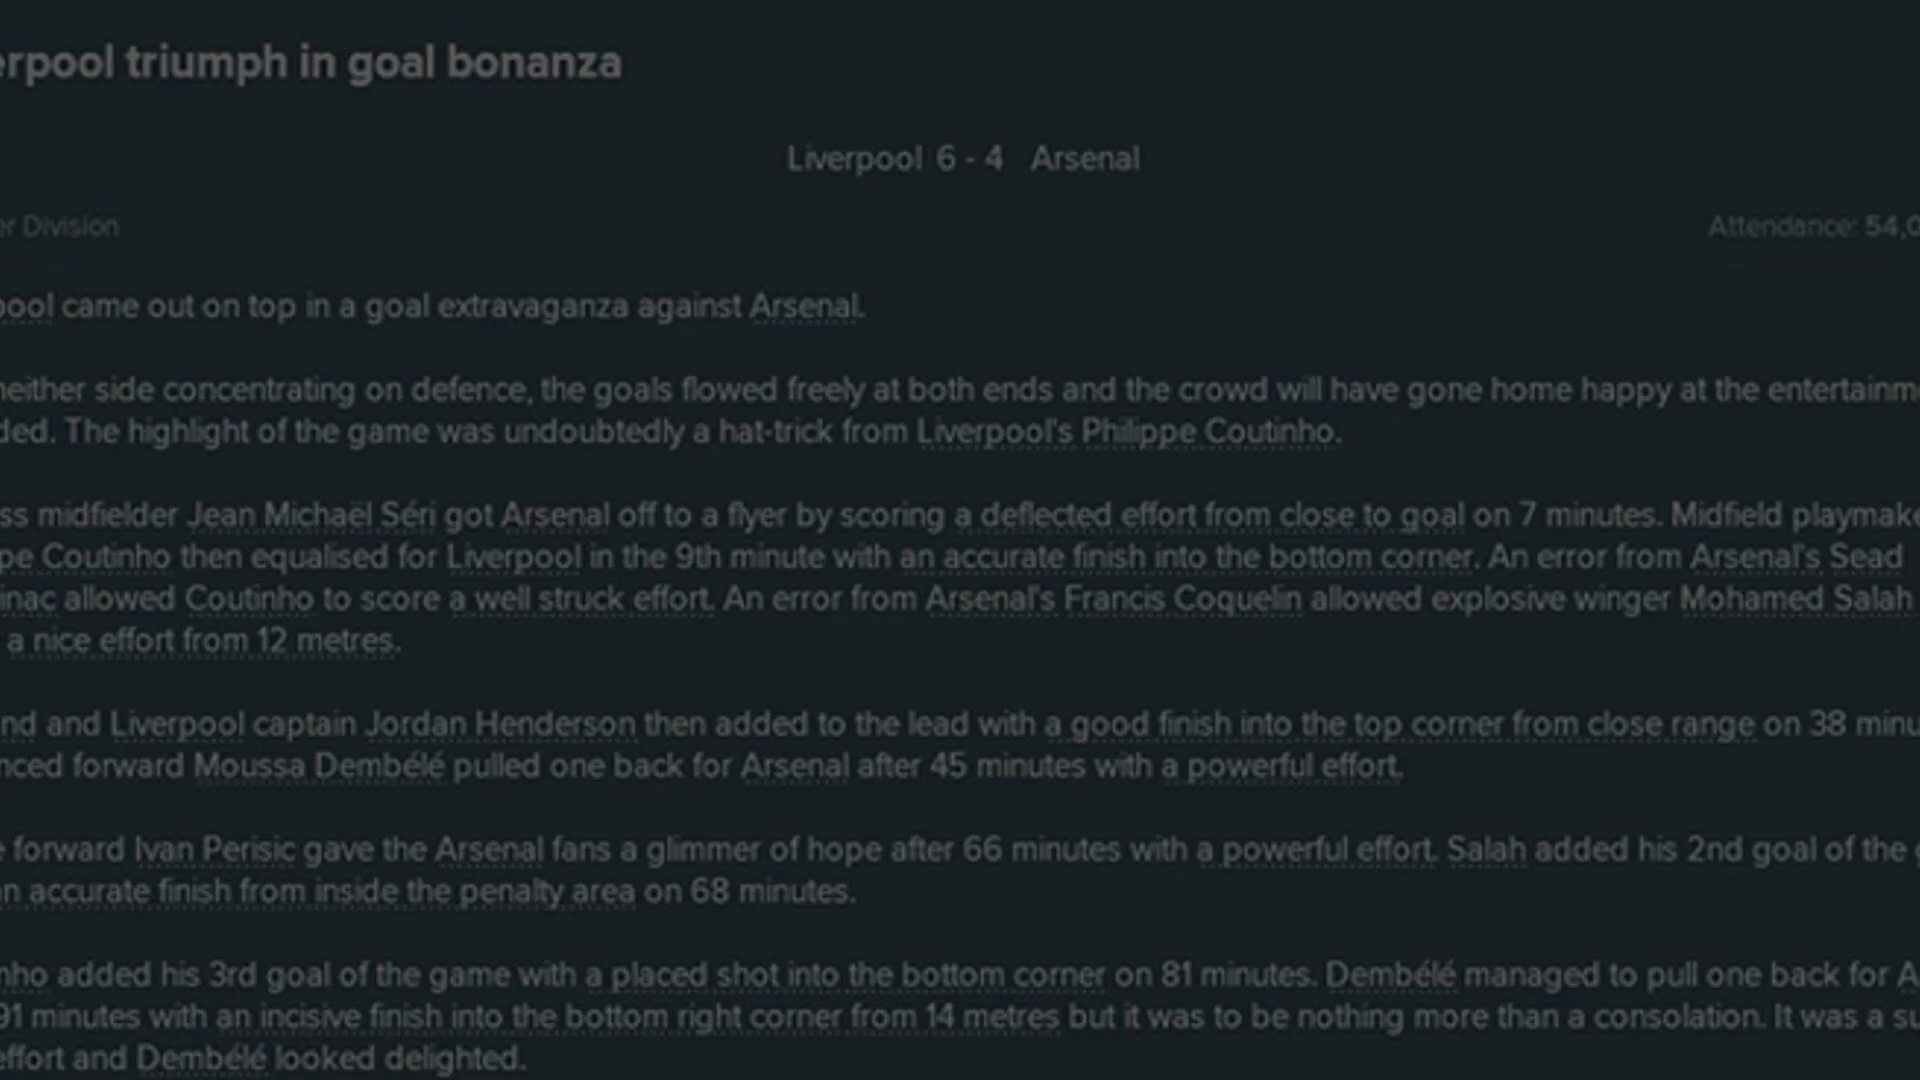 erpool triumph in goal bonanza
Liverpool 6 - 4 Arsenal
er Division
Attendance: 54,0
pool came out on top in a goal extravaganza against Arsenal.
neither side concentrating on defence, the goals flowed freely at both ends and the crowd will have gone home happy at the entertainm
ded. The highlight of the game was undoubtedly a hat-trick from Liverpool's Philippe Coutinho.
ss midfielder Jean Michaël Séri got Arsenal off to a flyer by scoring a deflected effort from close to goal on 7 minutes. Midfield playmake
pe Coutinho then equalised for Liverpool in the 9th minute with an accurate finish into the bottom corner. An error from Arsenal's Sead
inac allowed Coutinho to score a well struck effort. An error from Arsenal's Francis Coquelin allowed explosive winger Mohamed Salah
a nice effort from 12 metres.
nd and Liverpool captain Jordan Henderson then added to the lead with a good finish into the top corner from close range on 38 minu
nced forward Moussa Dembélé pulled one back for Arsenal after 45 minutes with a powerful effort.
e forward Ivan Perisic gave the Arsenal fans a glimmer of hope after 66 minutes with a powerful effort. Salah added his 2nd goal of the g
an accurate finish from inside the penalty area on 68 minutes.
nho added his 3rd goal of the game with a placed shot into the bottom corner on 81 minutes. Dembélé managed to pull one back for A
91 minutes with an incisive finish into the bottom right corner from 14 metres but it was to be nothing more than a consolation. It was a su
effort and Dembélé looked delighted.